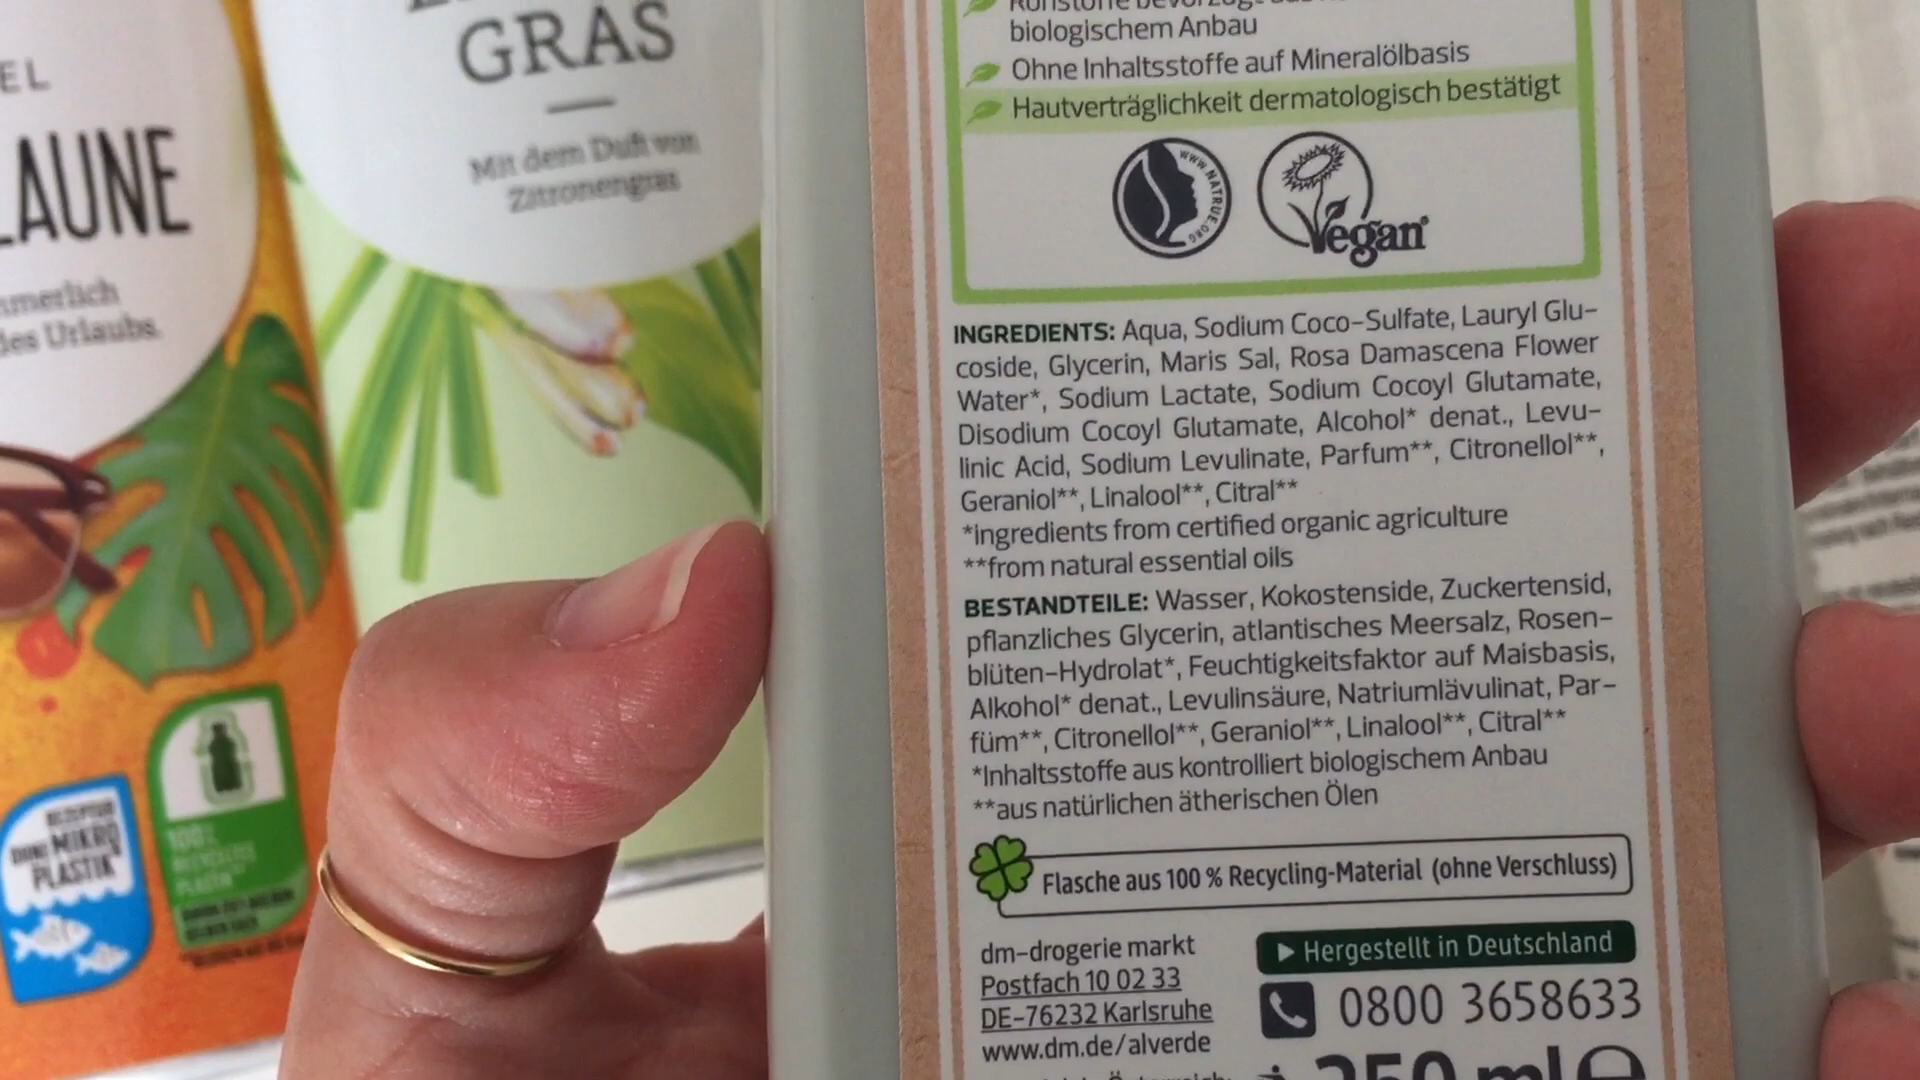 EL
LAUNE
des Urlaubs.
OHNE MIKRO
PLASTIK
100%
GRAS
Mit dem Duft von
Zitronengras
biologischem Anbau
Ohne Inhaltsstoffe auf Mineralölbasis
Hautverträglichkeit dermatologisch bestätigt
WWW.NATRUE.ORG
Vegan
INGREDIENTS: Aqua, Sodium Coco-Sulfate, Lauryl Glu-
coside, Glycerin, Maris Sal, Rosa Damascena Flower
Water*, Sodium Lactate, Sodium Cocoyl Glutamate,
Disodium Cocoyl Glutamate, Alcohol* denat., Levu-
linic Acid, Sodium Levulinate, Parfum**, Citronellol**,
Geraniol**, Linalool**, Citral**
*ingredients from certified organic agriculture
**from natural essential oils
BESTANDTEILE: Wasser, Kokostenside, Zuckertensid,
pflanzliches Glycerin, atlantisches Meersalz, Rosen-
blüten-Hydrolat*, Feuchtigkeitsfaktor auf Maisbasis,
Alkohol* denat., Levulinsäure, Natriumlävulinat, Par-
füm**, Citronellol**, Geraniol**, Linalool**, Citral**
*Inhaltsstoffe aus kontrolliert biologischem Anbau
**aus natürlichen ätherischen Ölen
Flasche aus 100 % Recycling-Material (ohne Verschluss)
dm-drogerie markt
Postfach 10 02 33
DE-76232 Karlsruhe
www.dm.de/alverde
Hergestellt in Deutschland
0800 3658633
250 ml e